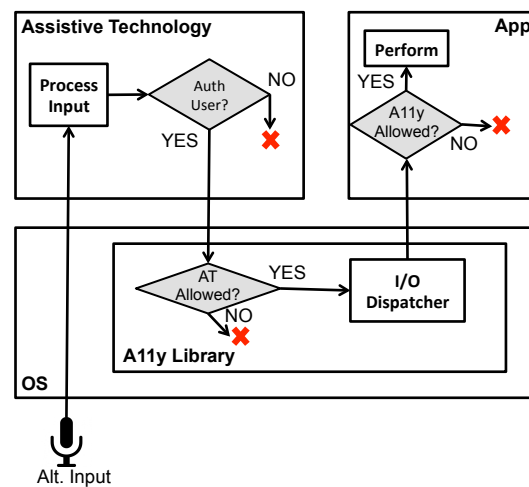 Assistive Technology
Process
Input
Auth
User?
NO
YES
App
Perform
YES
A11y
Allowed?
NO
AT
Allowed?
YES
NO
I/O
Dispatcher
A11y Library
OS
Alt. Input